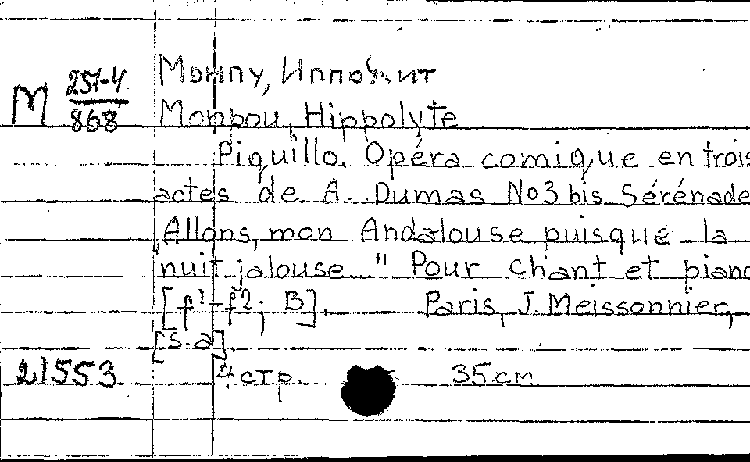 Монпу, Ипполит
M 257-4
868
Monpou, Hippolyte
Piquillo. Opéra comique en trois
actes de A. Dumas No3 bis Sérénade
Allons, mon Andalouse puisque la
nuit jalouse..." Pour chant et piano
[f¹-f2; B]. Paris, J. Meissonnier,
[s.a].
21553 4 стр. 35 cm